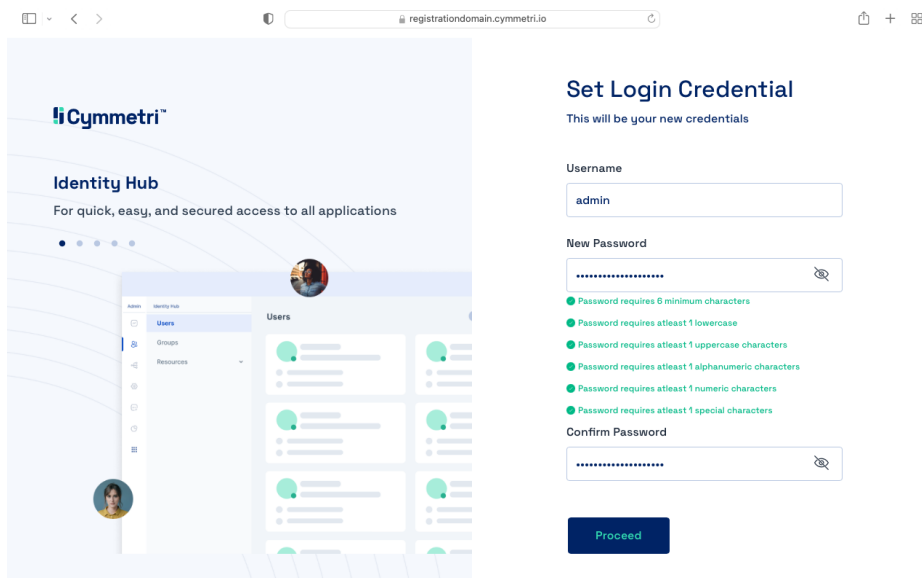 registrationdomain.cymmetri.io
Cymmetri™
Identity Hub
For quick, easy, and secured access to all applications
Admin
Identity Hub
Users
Groups
Resources
Users
Set Login Credential
This will be your new credentials
Username
admin
New Password
••••••••••••••••••••
Password requires 6 minimum characters
Password requires atleast 1 lowercase
Password requires atleast 1 uppercase characters
Password requires atleast 1 alphanumeric characters
Password requires atleast 1 numeric characters
Password requires atleast 1 special characters
Confirm Password
••••••••••••••••••••
Proceed